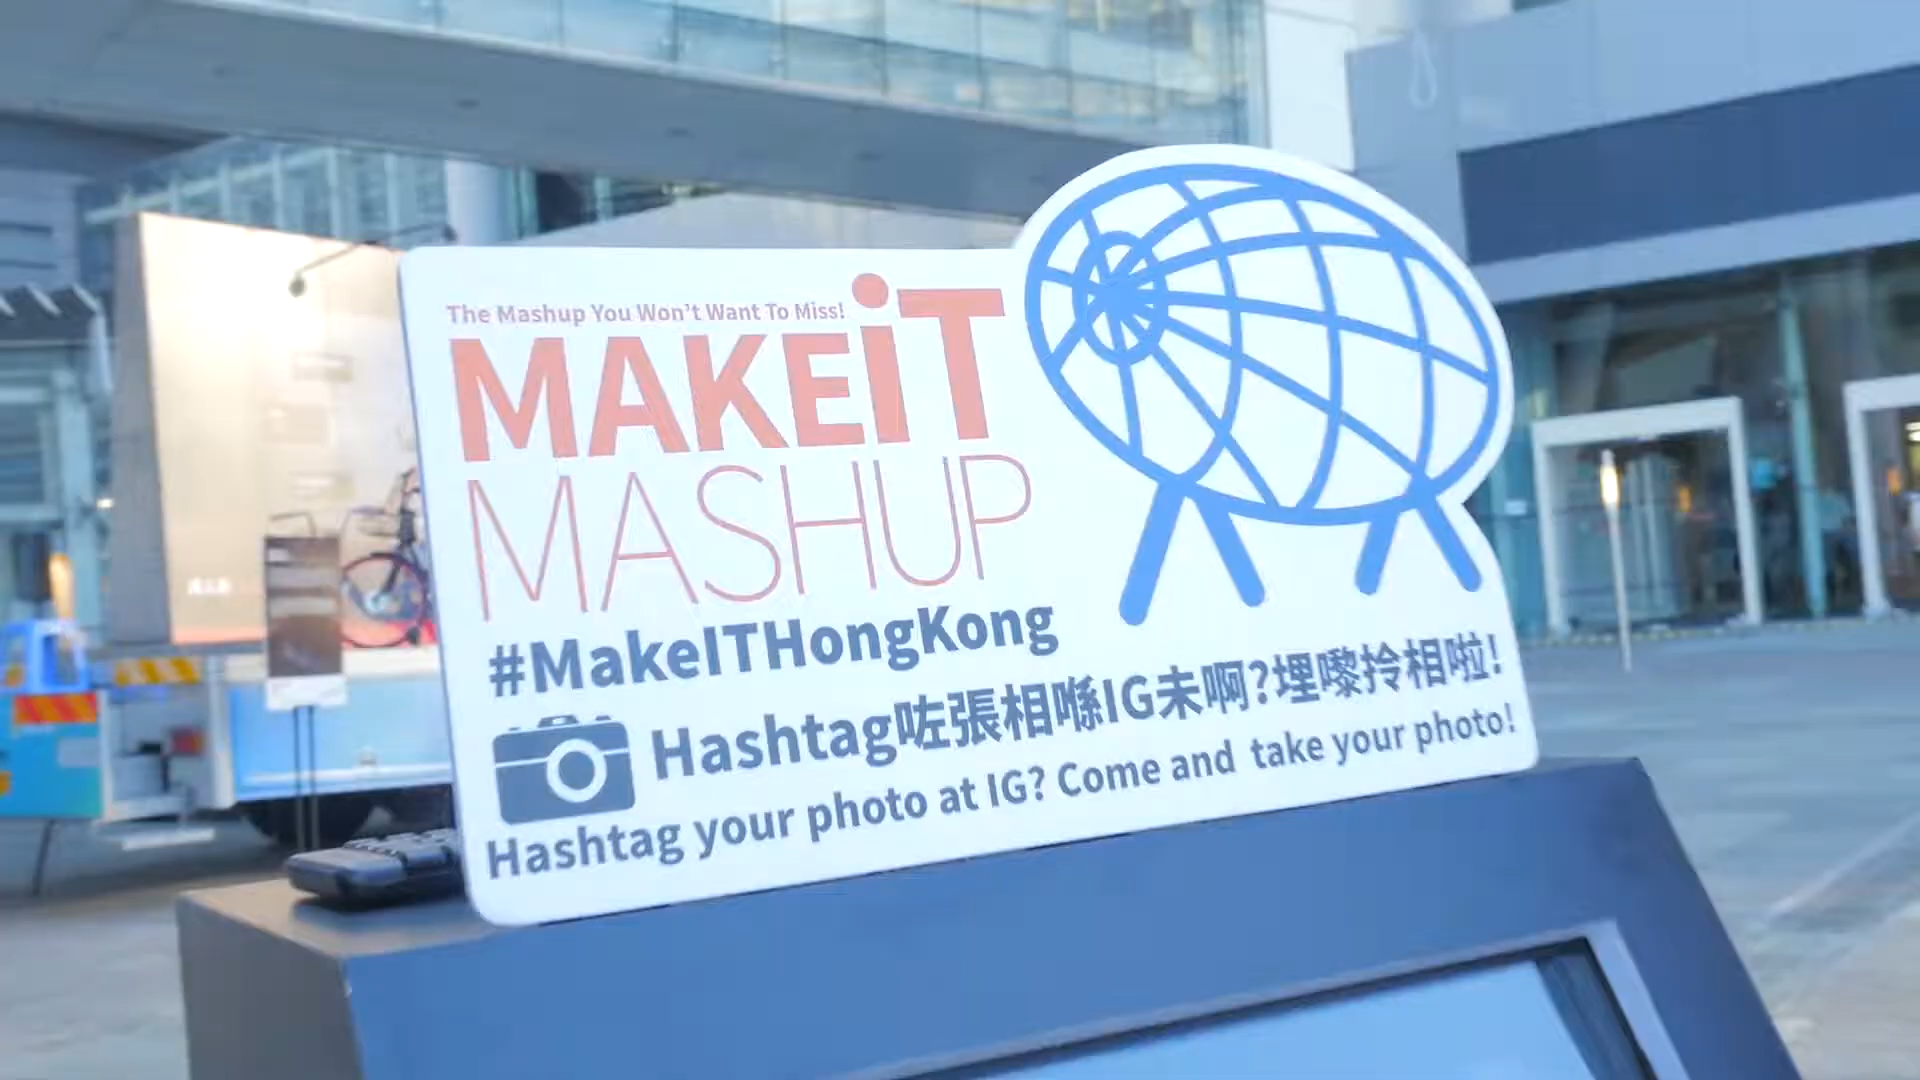 The Mashup You Won't Want To Miss!
MAKEiT
MASHUP
#MakeITHongKong
Hashtag咗張相喺IG未啊?埋嚟拎相啦!
Hashtag your photo at IG? Come and take your photo!